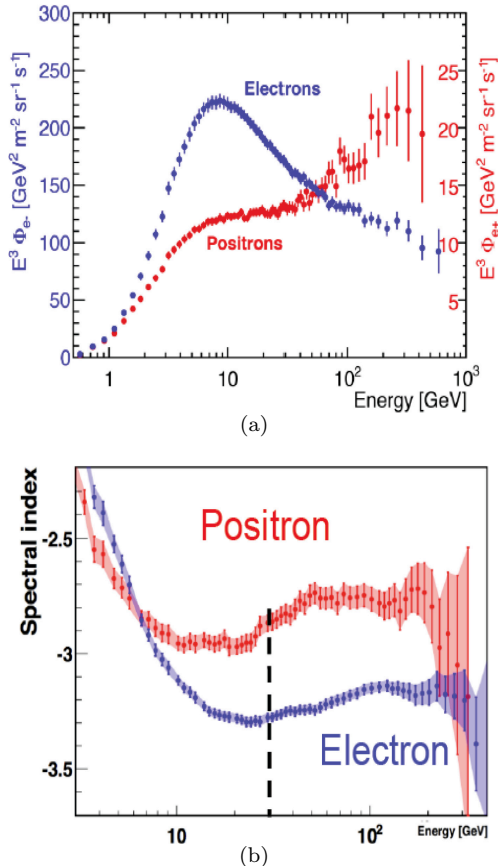 300
250
200
150
100
50
0
E³ Φe- [GeV² m⁻² sr⁻¹ s⁻¹]
Electrons
Positrons
25
20
15
10
5
E³ Φe+ [GeV² m⁻² sr⁻¹ s⁻¹]
1 10 10² 10³
Energy [GeV]
(a)
Spectral index
-2.5
-3
-3.5
Positron
Electron
10 10² Energy [GeV]
(b)